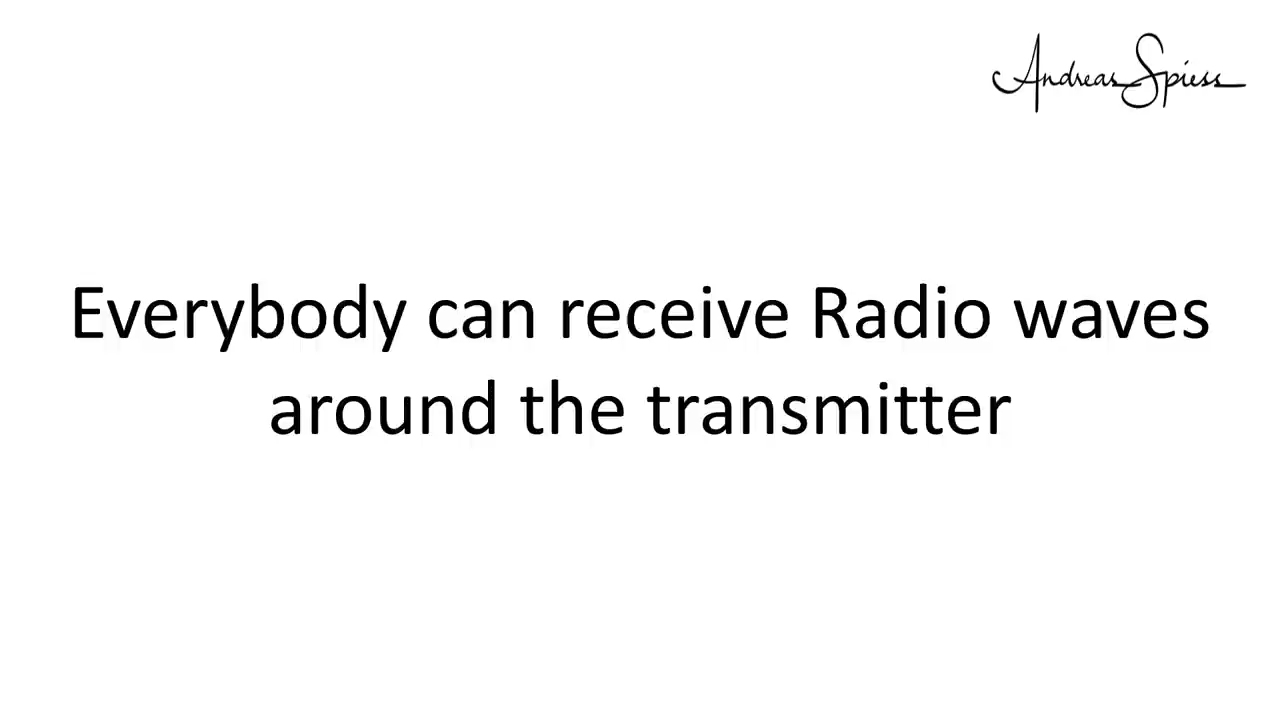 Andreas Spiess
Everybody can receive Radio waves
around the transmitter